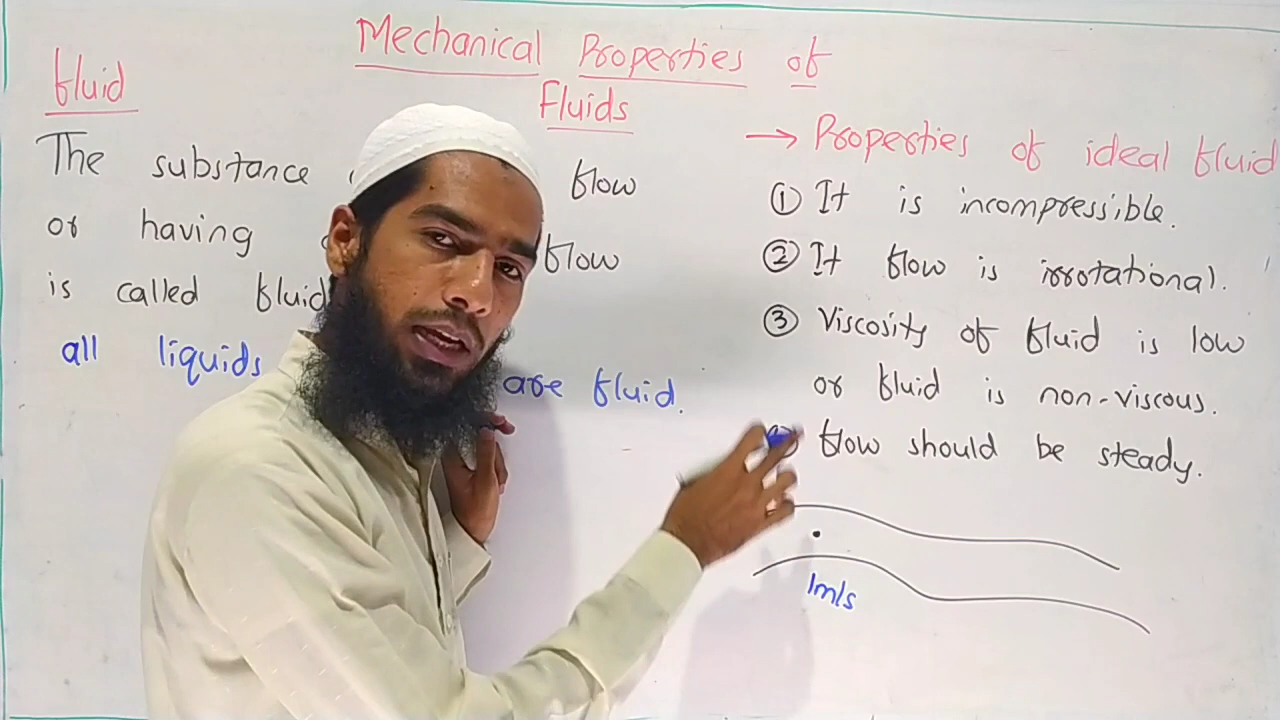 Mechanical Properties of
Fluids
fluid
The substance flow
or having flow
is called fluid
all liquids are fluid.
→ Properties of ideal fluid
① It is incompressible.
② It flow is irrotational.
③ Viscosity of fluid is low
or fluid is non-viscous.
flow should be steady.
1m/s